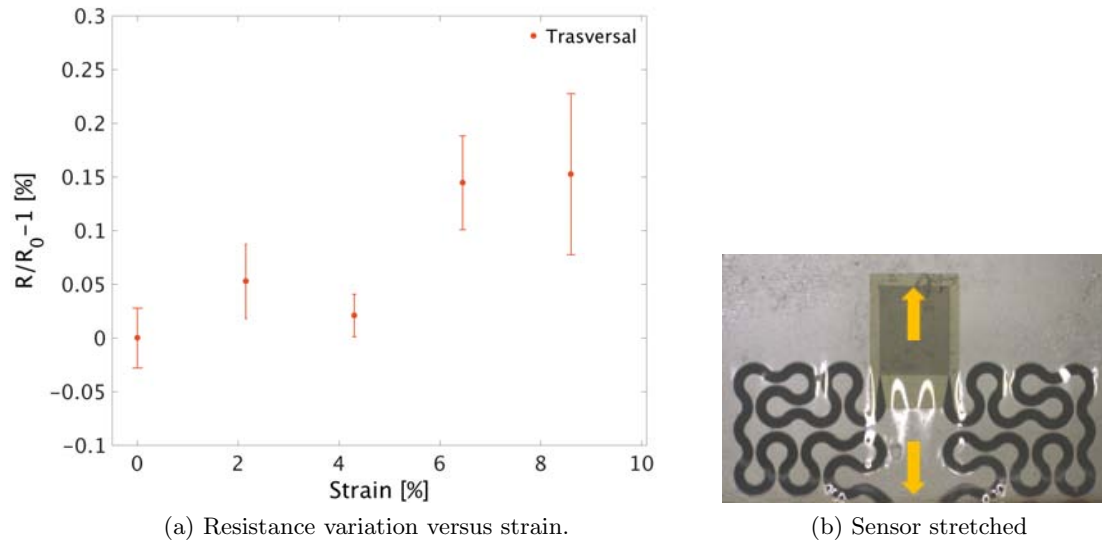 0.3
Trasversal
0.25
0.2
0.15
0.1
0.05
0
-0.05
-0.1
R/R0-1 [%]
0 2 4 6 8 10
Strain [%]
(a) Resistance variation versus strain.
(b) Sensor stretched